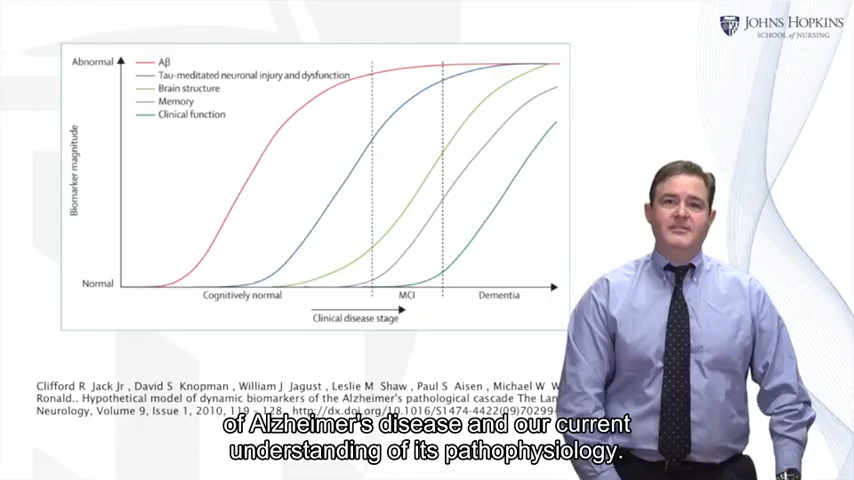 JOHNS HOPKINS
SCHOOL of NURSING
Abnormal
Aβ
Tau-meditated neuronal injury and dysfunction
Brain structure
Memory
Clinical function
Biomarker magnitude
Normal
Cognitively normal
MCI
Dementia
Clinical disease stage
Clifford R Jack Jr , David S Knopman , William J Jagust , Leslie M Shaw , Paul S Aisen , Michael W W
Ronald.. Hypothetical model of dynamic biomarkers of the Alzheimer's pathological cascade The Lan
Neurology, Volume 9, Issue 1, 2010, 119 – 128. http://dx.doi.org/10.1016/S1474-4422(09)70299-
of Alzheimer's disease and our current
understanding of its pathophysiology.